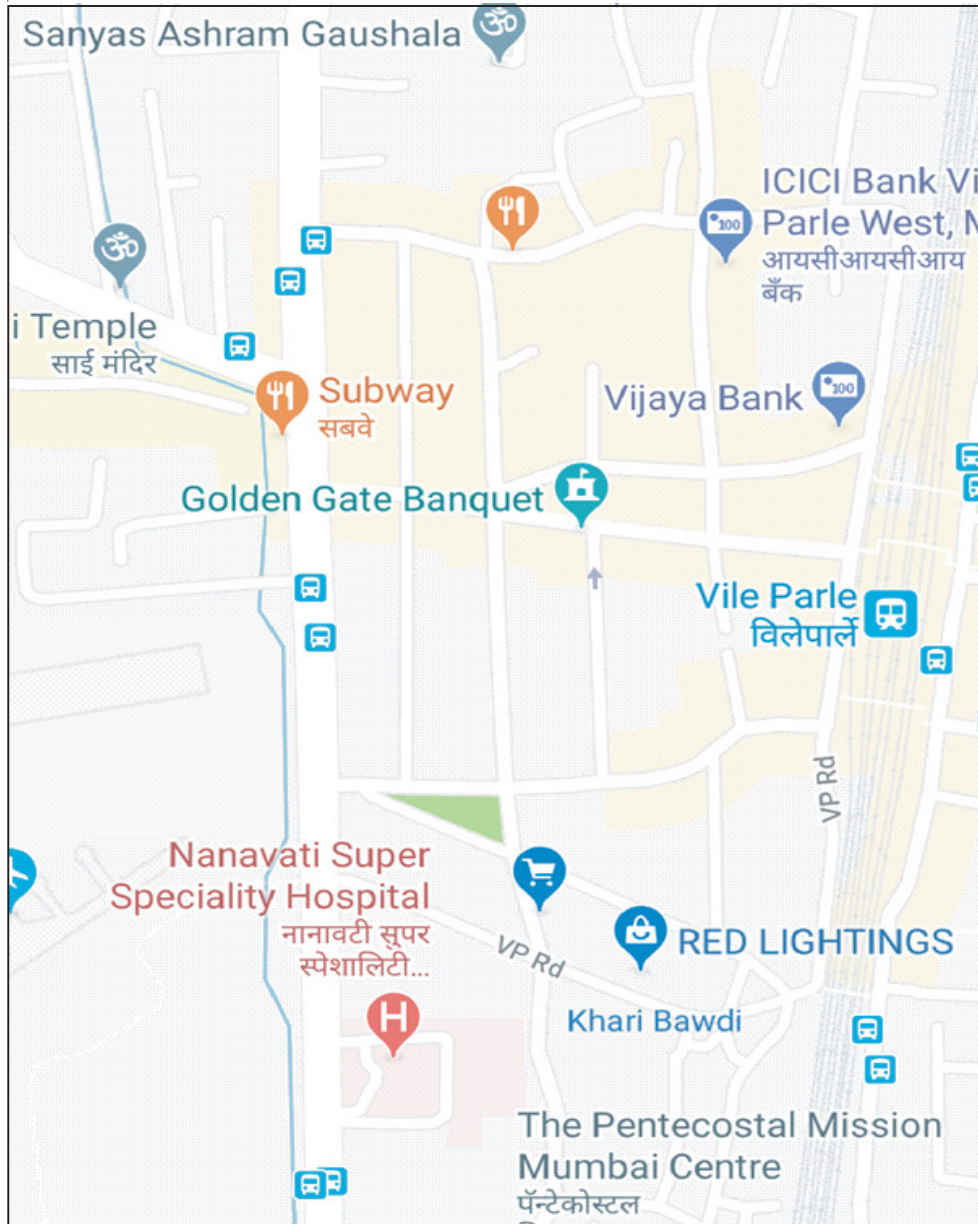 Sanyas Ashram Gaushala
ICICI Bank Vi
Parle West, M
आयसीआयसीआय
बँक
i Temple
साई मंदिर
Subway
सबवे
Vijaya Bank
Golden Gate Banquet
Vile Parle
विलेपार्ले
VP Rd
Nanavati Super
Speciality Hospital
नानावटी सुपर
स्पेशालिटी...
VP Rd
RED LIGHTINGS
Khari Bawdi
H
The Pentecostal Mission
Mumbai Centre
पॅन्टेकोस्टल